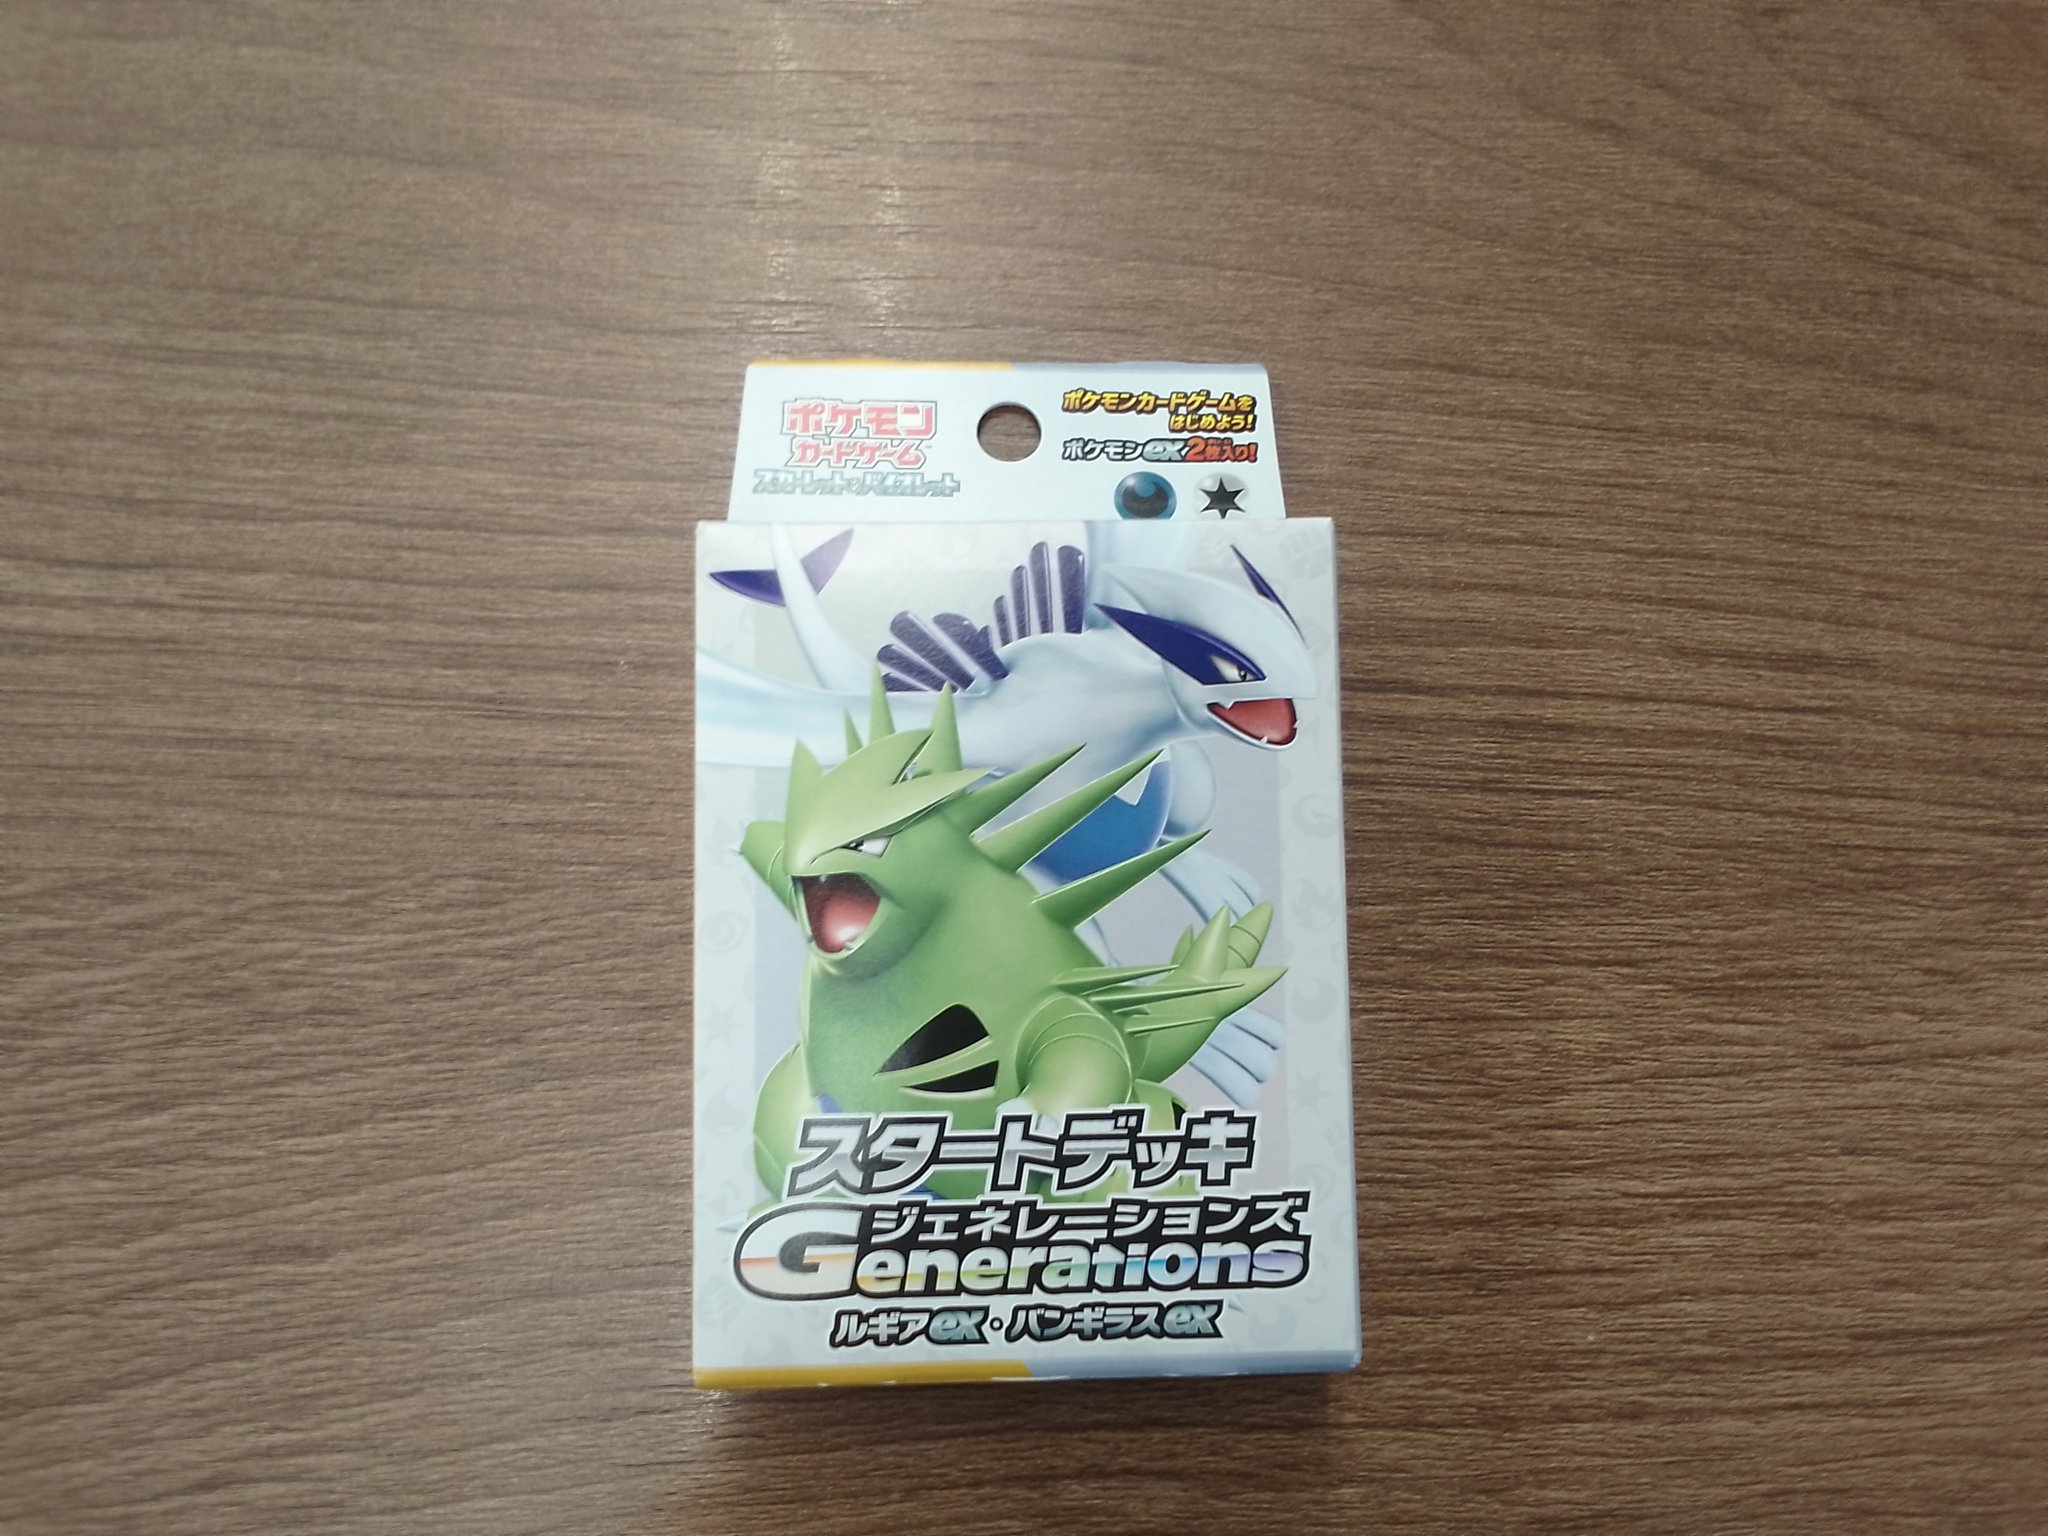 ポケモン
カードゲーム
スカーレット&バイオレット
ポケモンカードゲームを
はじめよう!
ポケモンex2枚入り!
スタートデッキ
ジェネレーションズ
Generations
ルギアex・バンギラスex